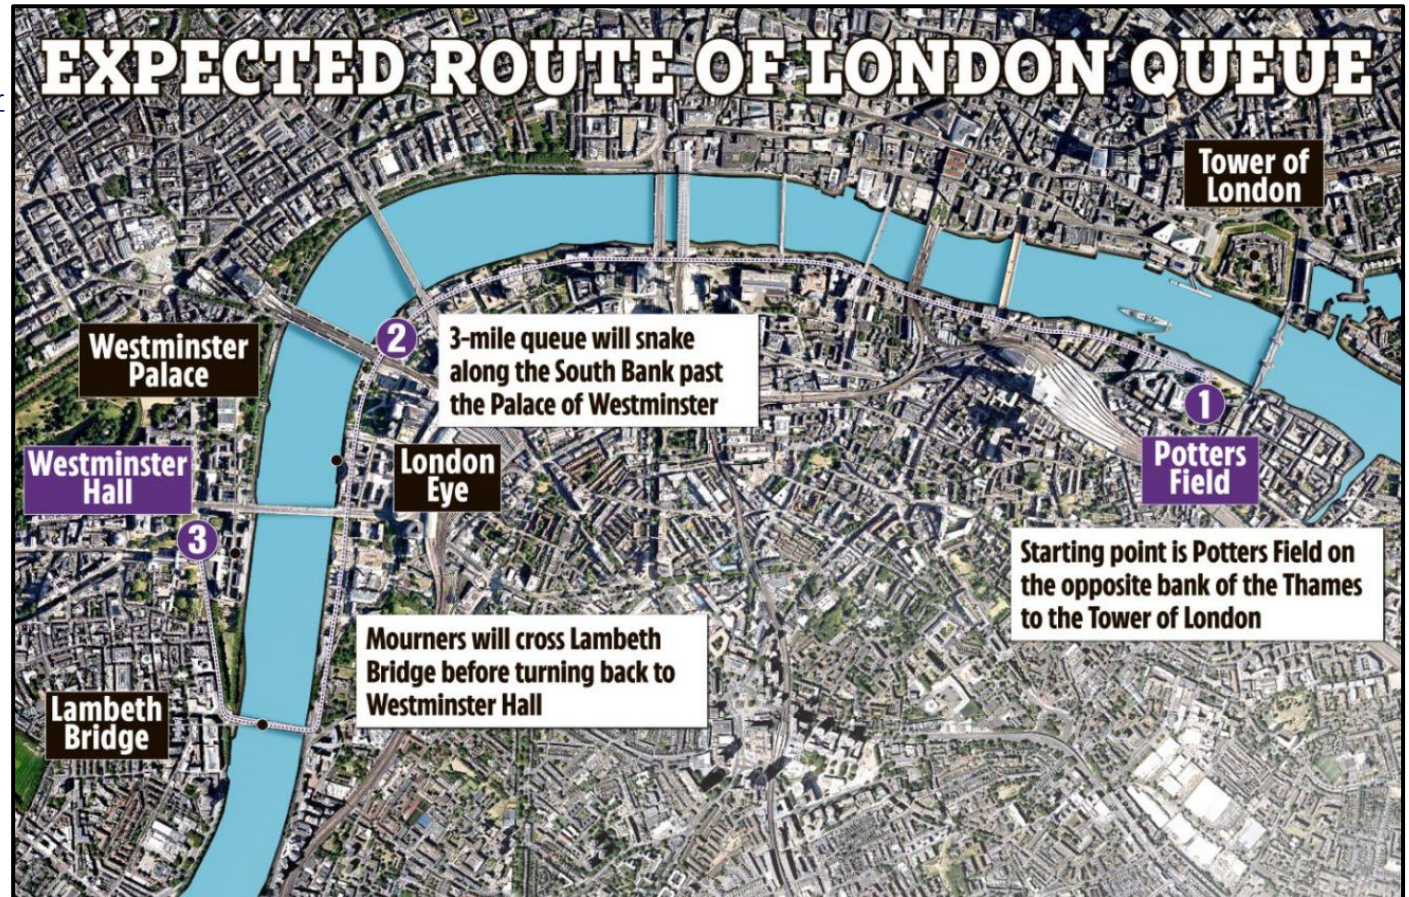 EXPECTED ROUTE OF LONDON QUEUE
r
Tower of
London
Westminster
Palace
2
3-mile queue will snake
along the South Bank past
the Palace of Westminster
1
Potters
Field
Westminster
Hall
London
Eye
3
Starting point is Potters Field on
the opposite bank of the Thames
to the Tower of London
Mourners will cross Lambeth
Bridge before turning back to
Westminster Hall
Lambeth
Bridge